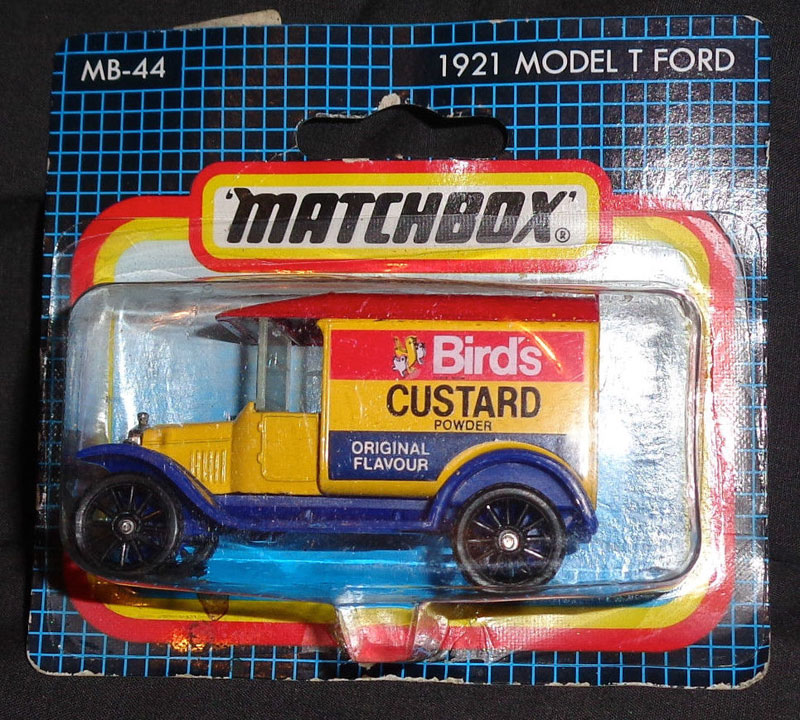 MB-44
1921 MODEL T FORD
'MATCHBOX'®
Bird's
CUSTARD
POWDER
ORIGINAL
FLAVOUR